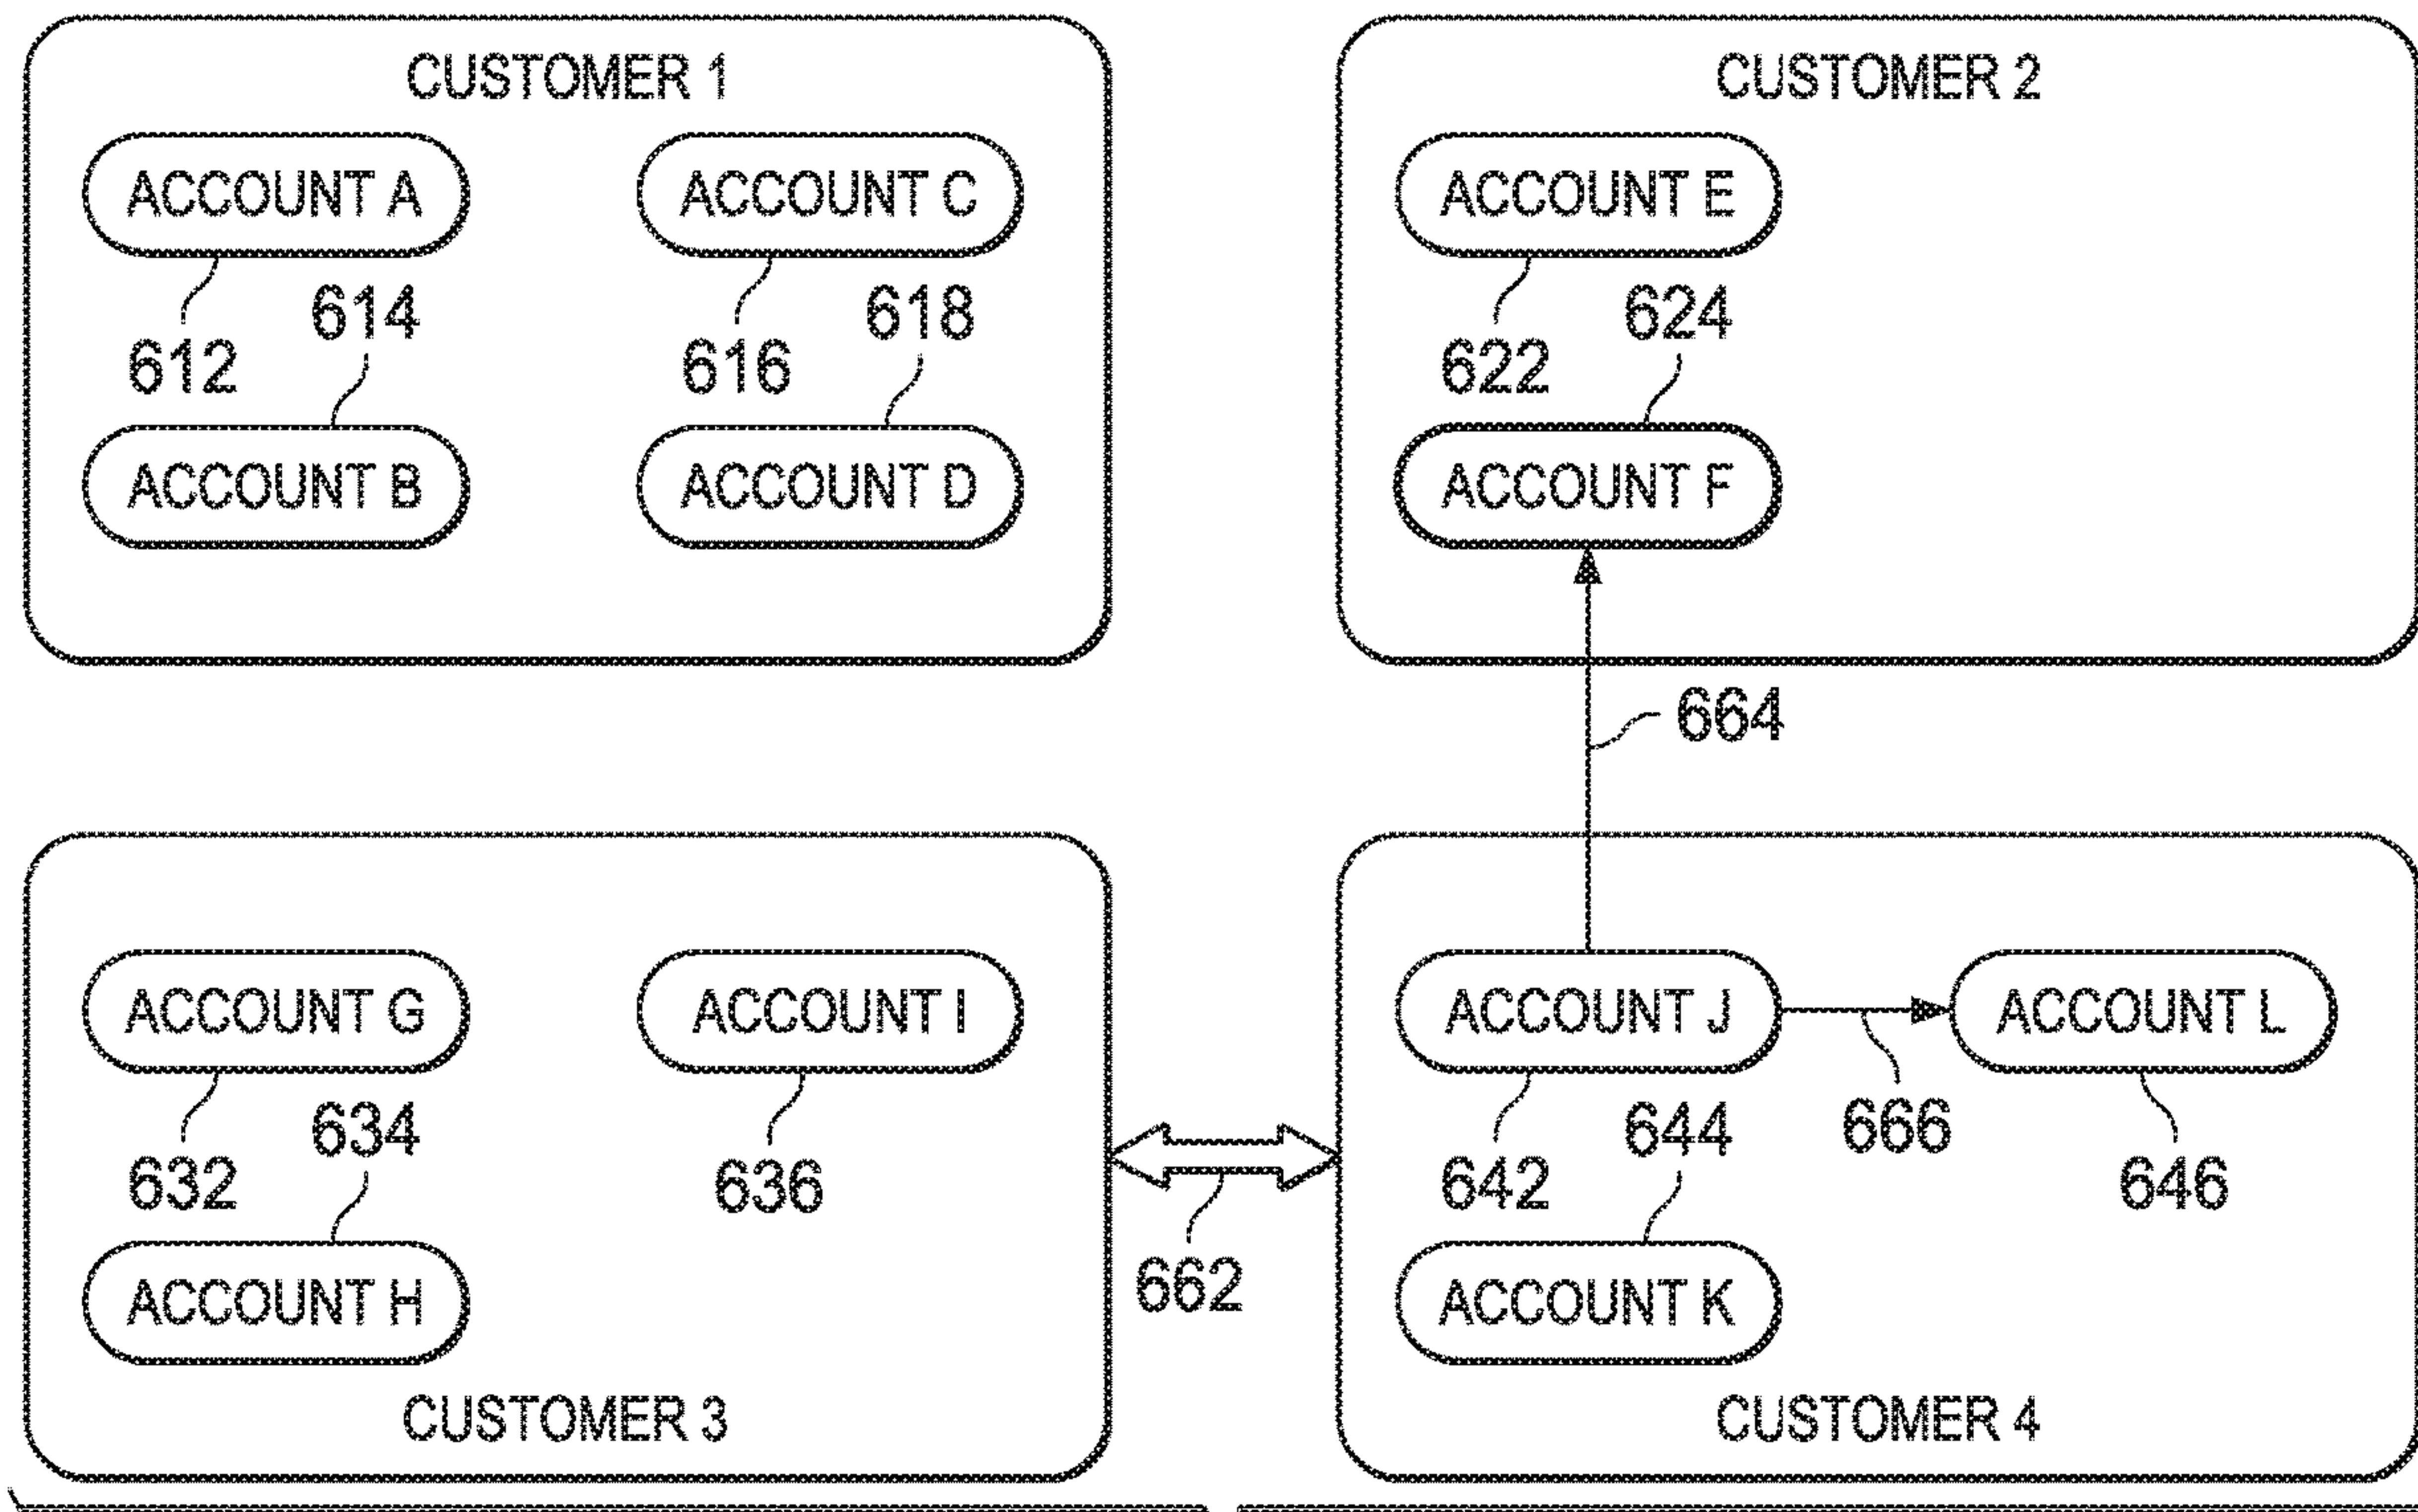 CUSTOMER 1
ACCOUNT A
ACCOUNT C
612
614
616
618
ACCOUNT B
ACCOUNT D
CUSTOMER 2
ACCOUNT E
622
624
ACCOUNT F
664
ACCOUNT G
ACCOUNT I
632
634
636
ACCOUNT H
CUSTOMER 3
662
ACCOUNT J
ACCOUNT L
642
644
666
646
ACCOUNT K
CUSTOMER 4